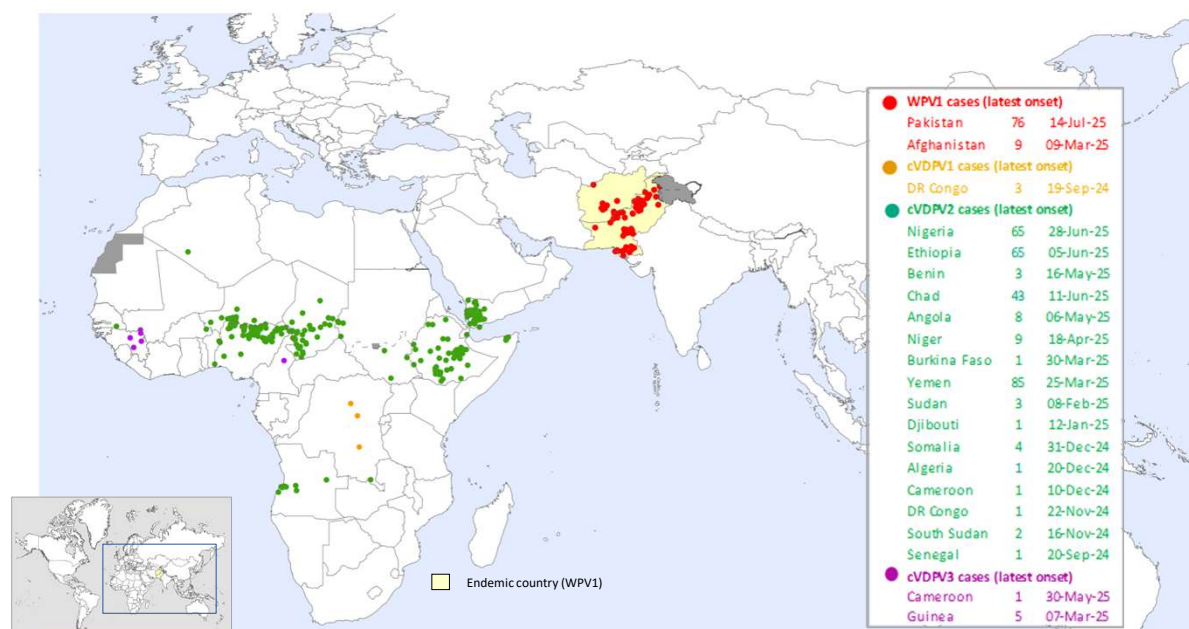 WPV1 cases (latest onset)
Pakistan 76 14-Jul-25
Afghanistan 9 09-Mar-25
cVDPV1 cases (latest onset)
DR Congo 3 19-Sep-24
cVDPV2 cases (latest onset)
Nigeria 65 28-Jun-25
Ethiopia 65 05-Jun-25
Benin 3 16-May-25
Chad 43 11-Jun-25
Angola 8 06-May-25
Niger 9 18-Apr-25
Burkina Faso 1 30-Mar-25
Yemen 85 25-Mar-25
Sudan 3 08-Feb-25
Djibouti 1 12-Jan-25
Somalia 4 31-Dec-24
Algeria 1 20-Dec-24
Cameroon 1 10-Dec-24
DR Congo 1 22-Nov-24
South Sudan 2 16-Nov-24
Senegal 1 20-Sep-24
cVDPV3 cases (latest onset)
Cameroon 1 30-May-25
Guinea 5 07-Mar-25
Endemic country (WPV1)